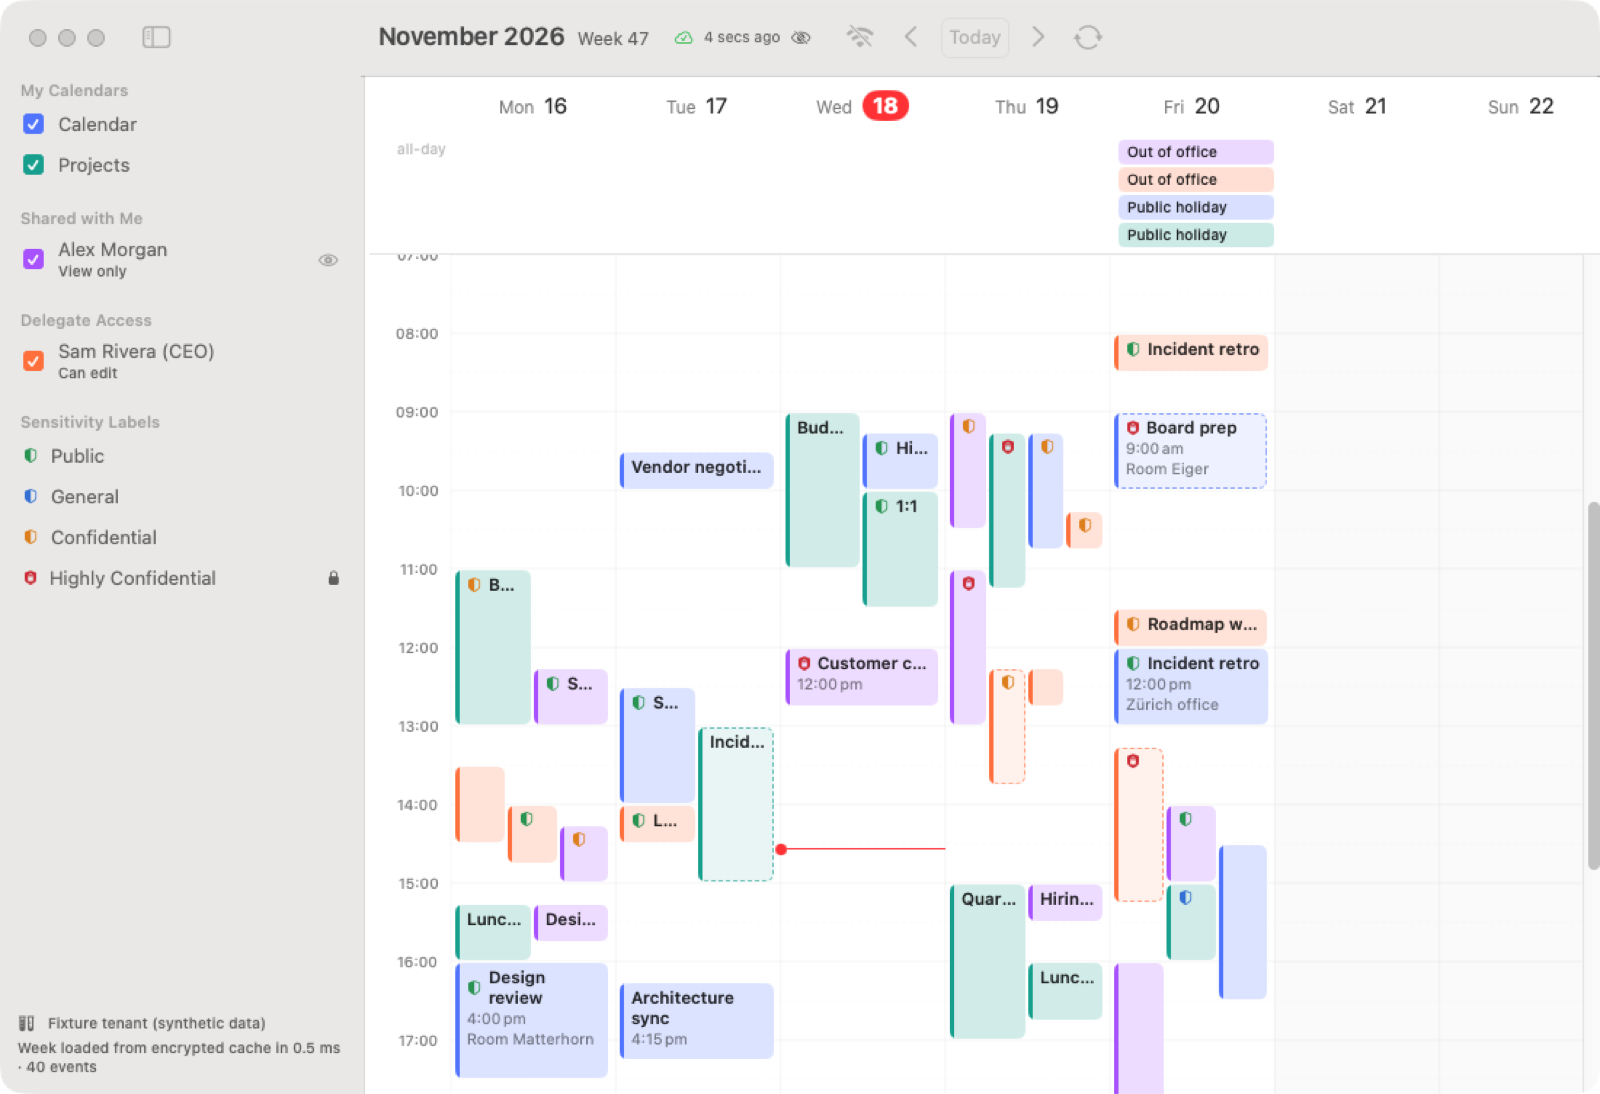 November 2026 Week 47 4 secs ago Today
My Calendars
Calendar
Projects
Shared with Me
Alex Morgan
View only
Delegate Access
Sam Rivera (CEO)
Can edit
Sensitivity Labels
Public
General
Confidential
Highly Confidential
Fixture tenant (synthetic data)
Week loaded from encrypted cache in 0.5 ms
· 40 events
Mon 16 Tue 17 Wed 18 Thu 19 Fri 20 Sat 21 Sun 22
all-day
Out of office
Out of office
Public holiday
Public holiday
07:00
08:00
09:00
10:00
11:00
12:00
13:00
14:00
15:00
16:00
17:00
B...
S...
Lunc...
Desi...
Design
review
4:00 pm
Room Matterhorn
Vendor negoti...
S...
Incid...
L...
Architecture
sync
4:15 pm
Bud...
Hi...
1:1
Customer c...
12:00 pm
Quar...
Hirin...
Lunc...
Incident retro
Board prep
9:00 am
Room Eiger
Roadmap w...
Incident retro
12:00 pm
Zürich office